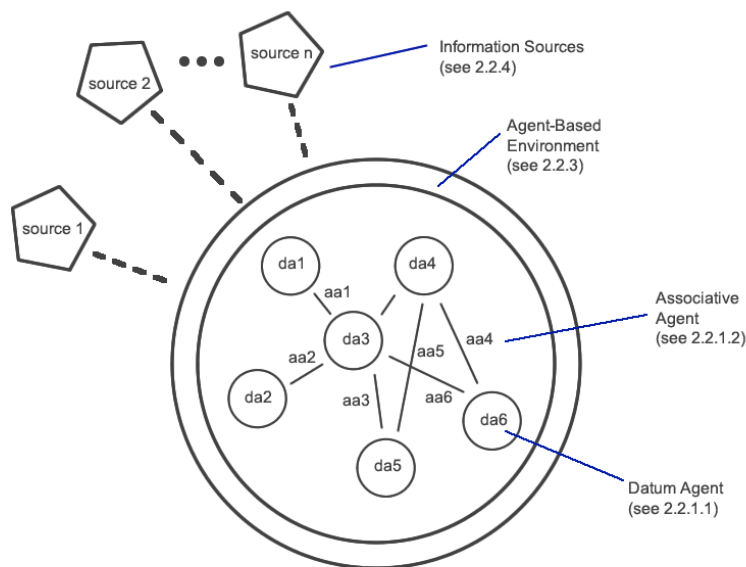 source n
source 2
Information Sources
(see 2.2.4)
Agent-Based
Environment
(see 2.2.3)
source 1
da1
da4
aa1
Associative
Agent
(see 2.2.1.2)
da3
aa2
aa5
aa4
da2
aa3
aa6
da6
da5
Datum Agent
(see 2.2.1.1)